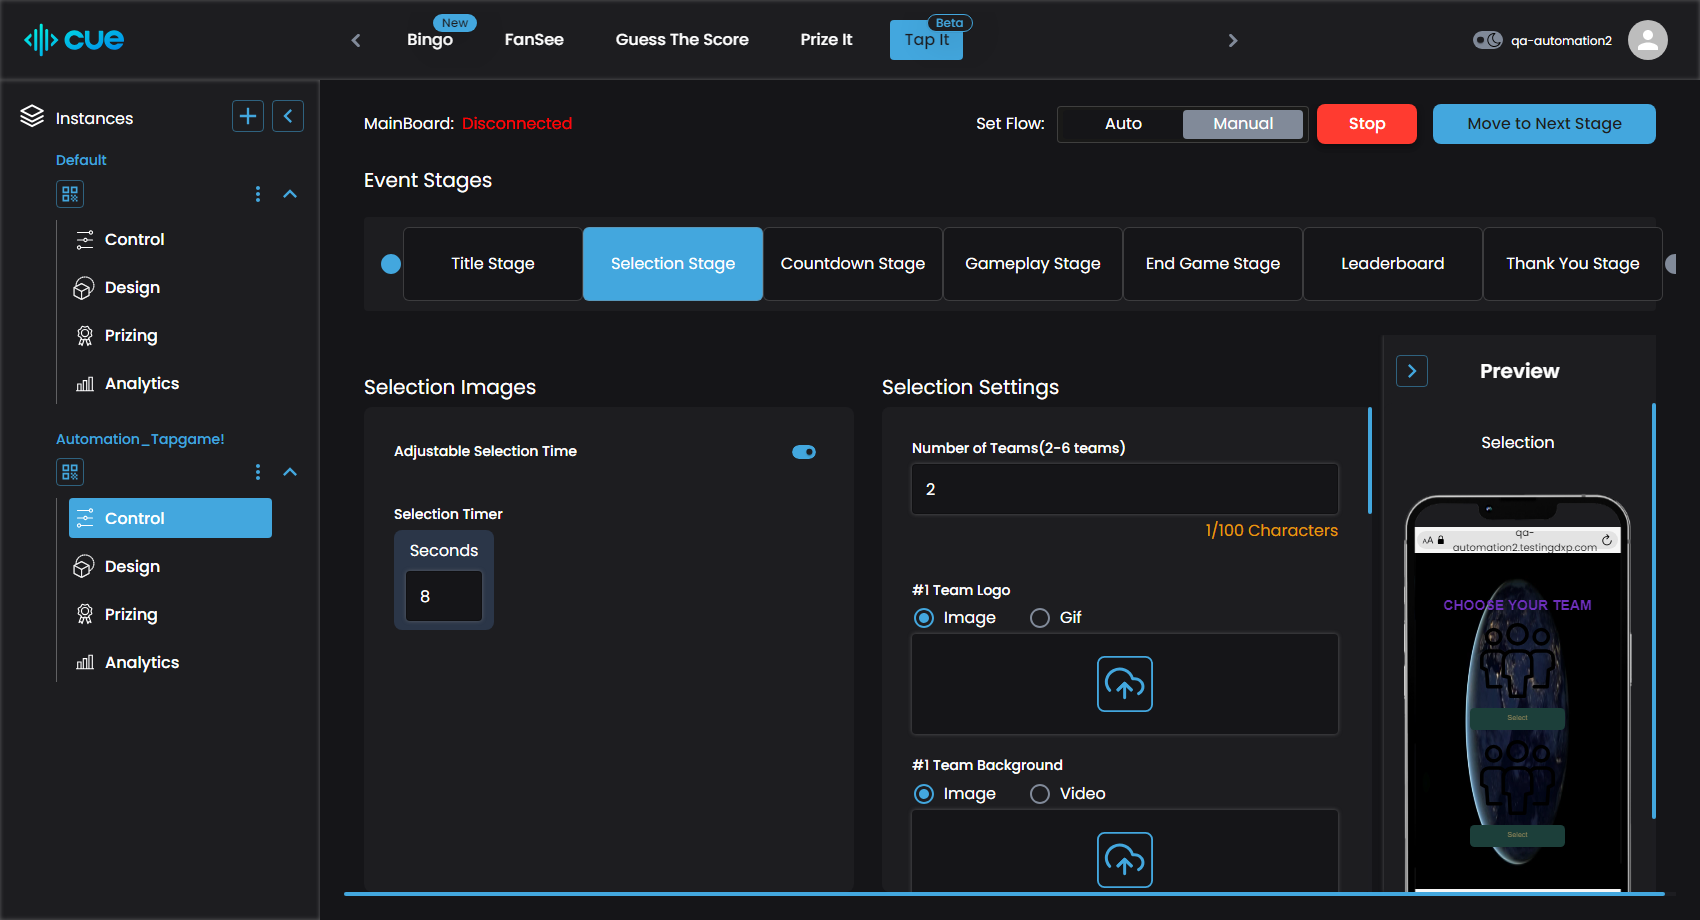 cue
Bingo
New
FanSee
Guess The Score
Prize It
Tap It
Beta
qa-automation2
Instances
Default
Control
Design
Prizing
Analytics
Automation_Tapgame!
Control
Design
Prizing
Analytics
MainBoard: Disconnected
Set Flow:
Auto
Manual
Stop
Move to Next Stage
Event Stages
Title Stage
Selection Stage
Countdown Stage
Gameplay Stage
End Game Stage
Leaderboard
Thank You Stage
Selection Images
Adjustable Selection Time
Selection Timer
Seconds
8
Selection Settings
Number of Teams(2-6 teams)
2
1/100 Characters
#1 Team Logo
Image
Gif
#1 Team Background
Image
Video
Preview
Selection
AA
qa-
automation2.testingdxp.com
CHOOSE YOUR TEAM
Select
Select